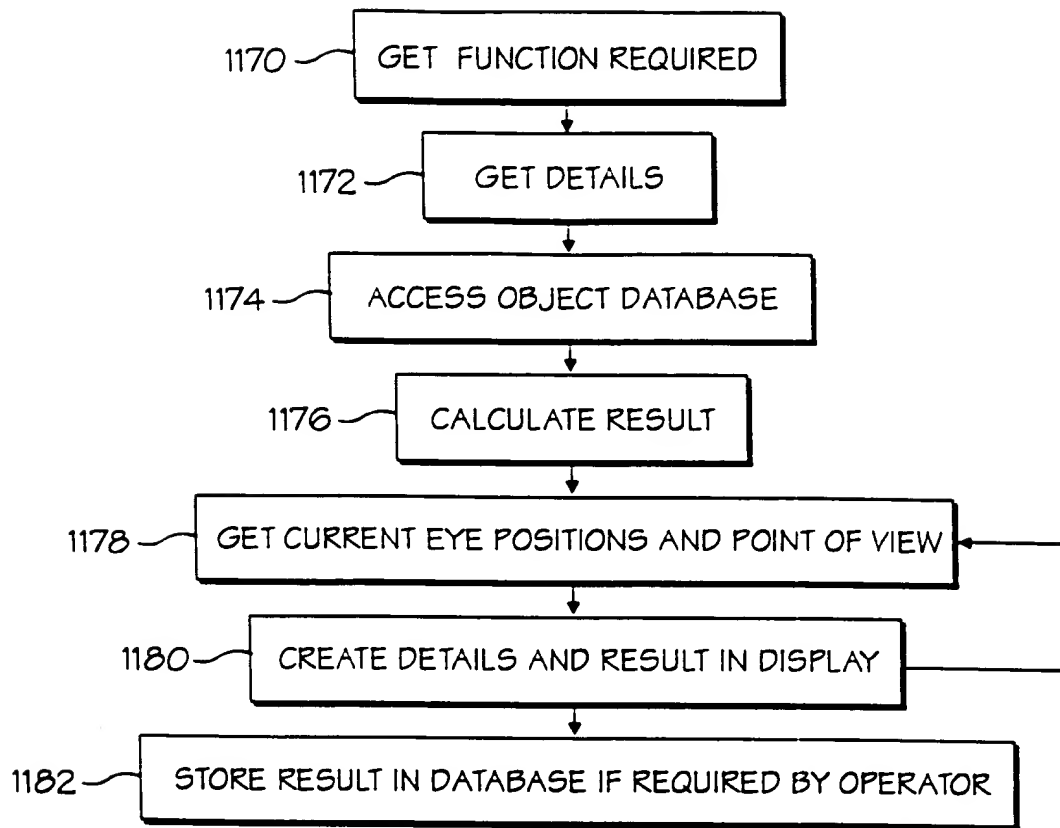 1170 GET FUNCTION REQUIRED
1172 GET DETAILS
1174 ACCESS OBJECT DATABASE
1176 CALCULATE RESULT
1178 GET CURRENT EYE POSITIONS AND POINT OF VIEW
1180 CREATE DETAILS AND RESULT IN DISPLAY
1182 STORE RESULT IN DATABASE IF REQUIRED BY OPERATOR